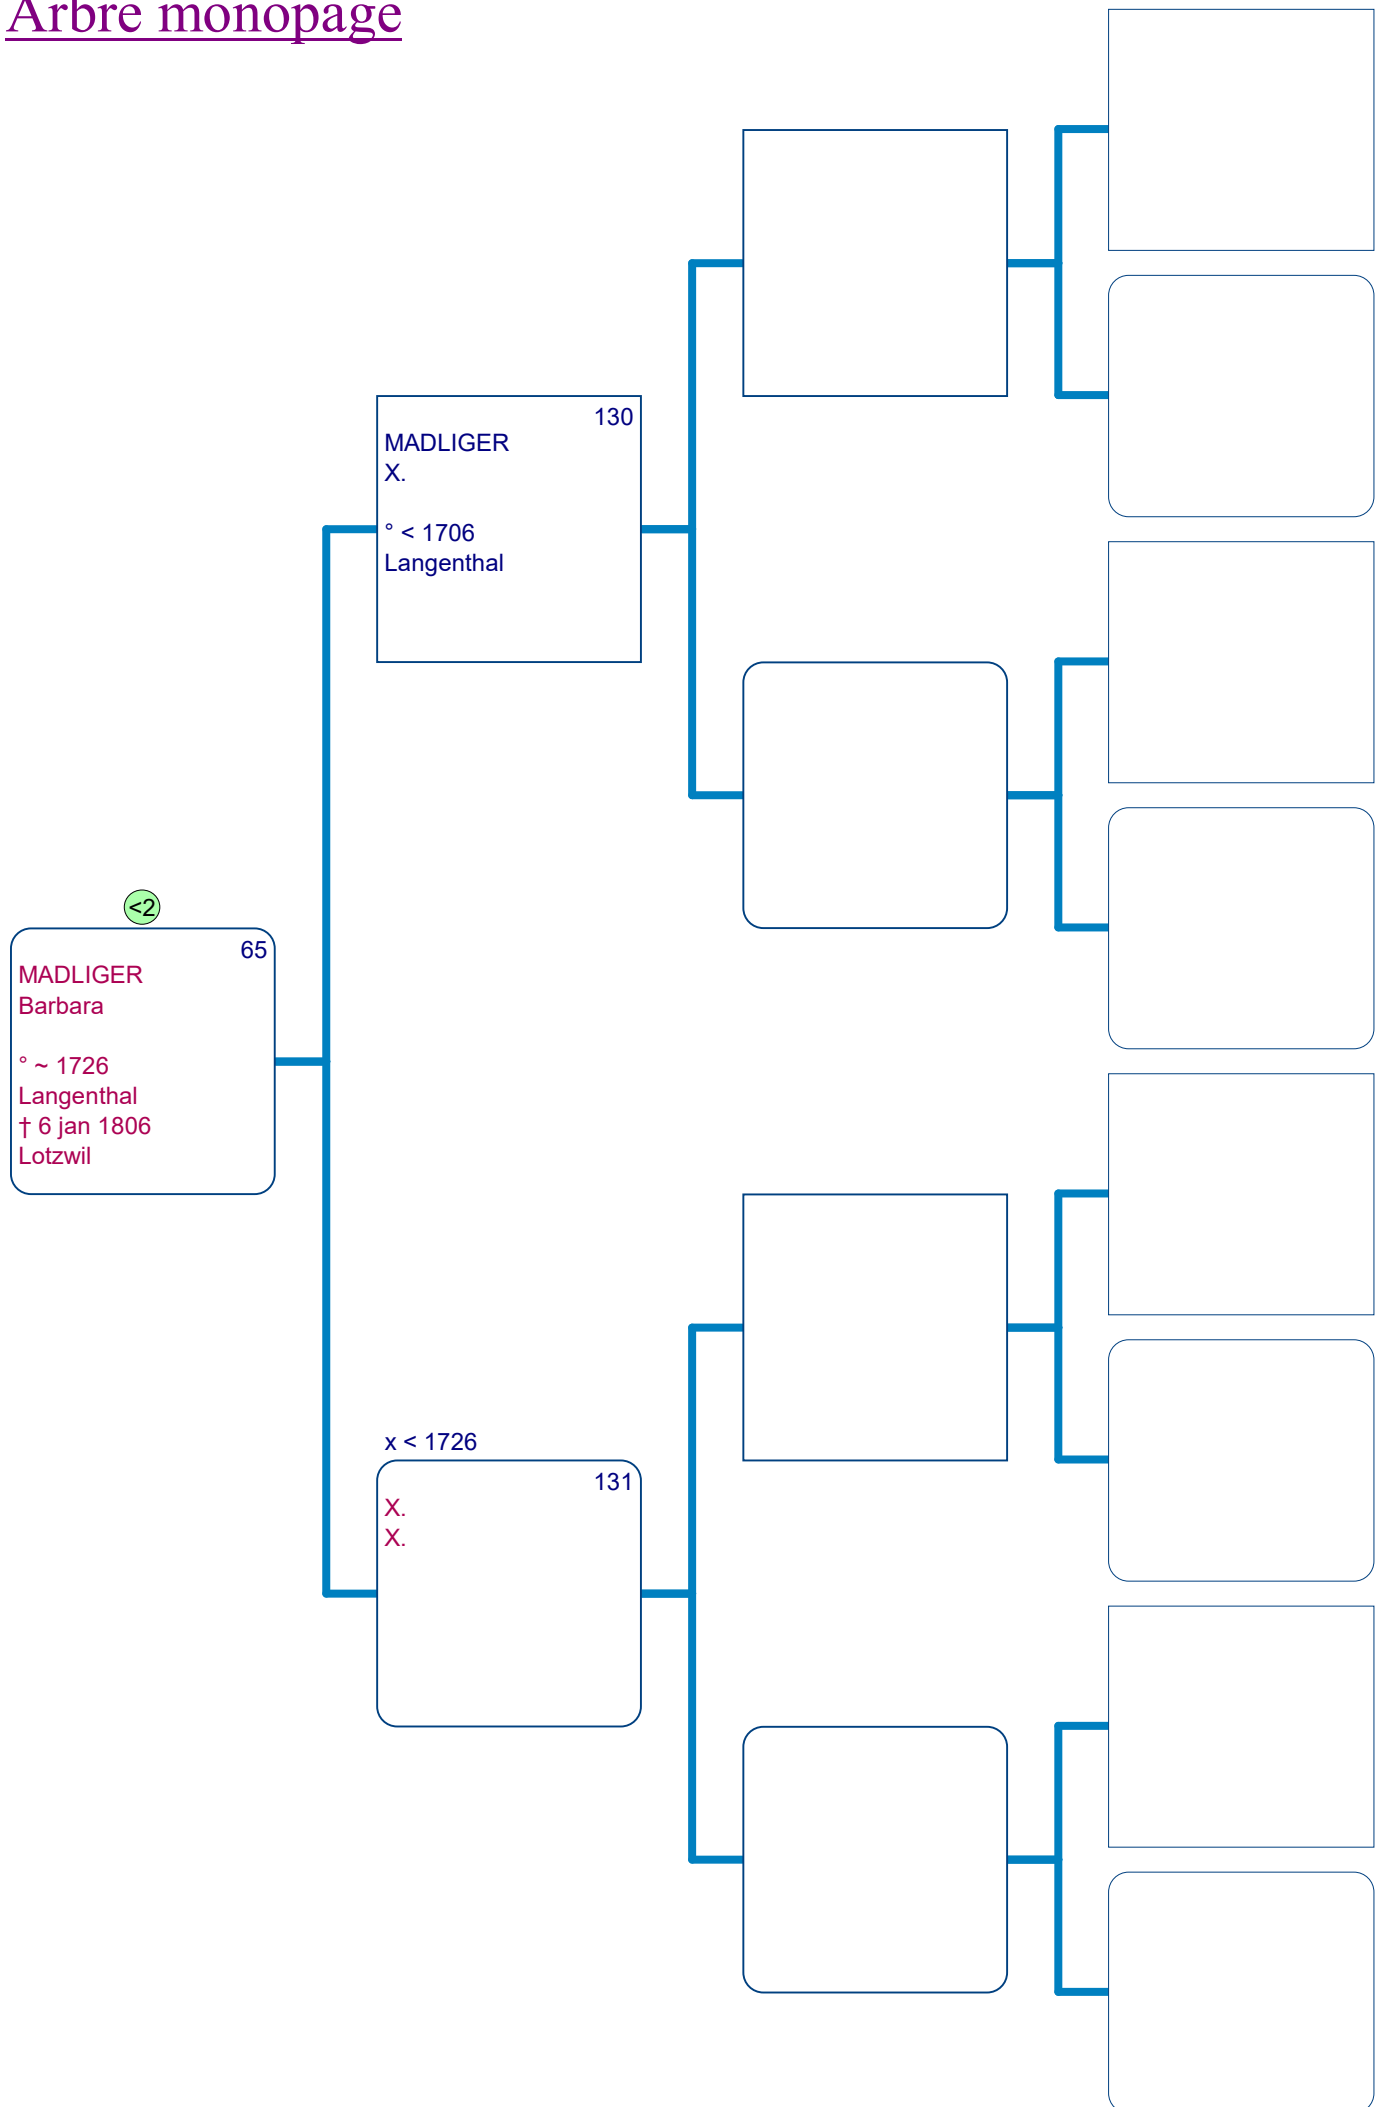 Arbre monopage
130
MADLIGER
X.
° < 1706
Langenthal
<2
65
MADLIGER
Barbara
° ~ 1726
Langenthal
† 6 jan 1806
Lotzwil
x < 1726
131
X.
X.